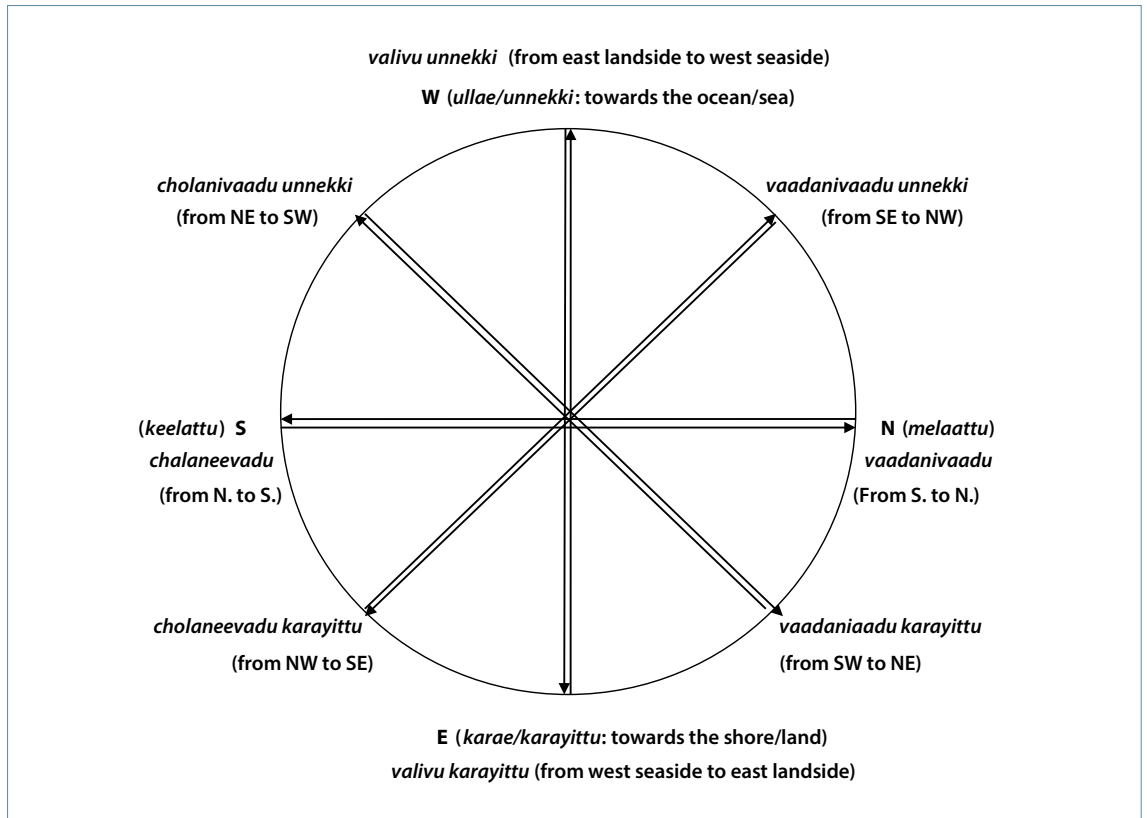 valivu unnekki (from east landside to west seaside)
W (ullae/unnekki: towards the ocean/sea)
cholanivaadu unnekki
(from NE to SW)
vaadanivaadu unnekki
(from SE to NW)
(keelattu) S
chalaneevadu
(from N. to S.)
N (melaattu)
vaadanivaadu
(From S. to N.)
cholaneevadu karayittu
(from NW to SE)
vaadaniaadu karayittu
(from SW to NE)
E (karae/karayittu: towards the shore/land)
valivu karayittu (from west seaside to east landside)